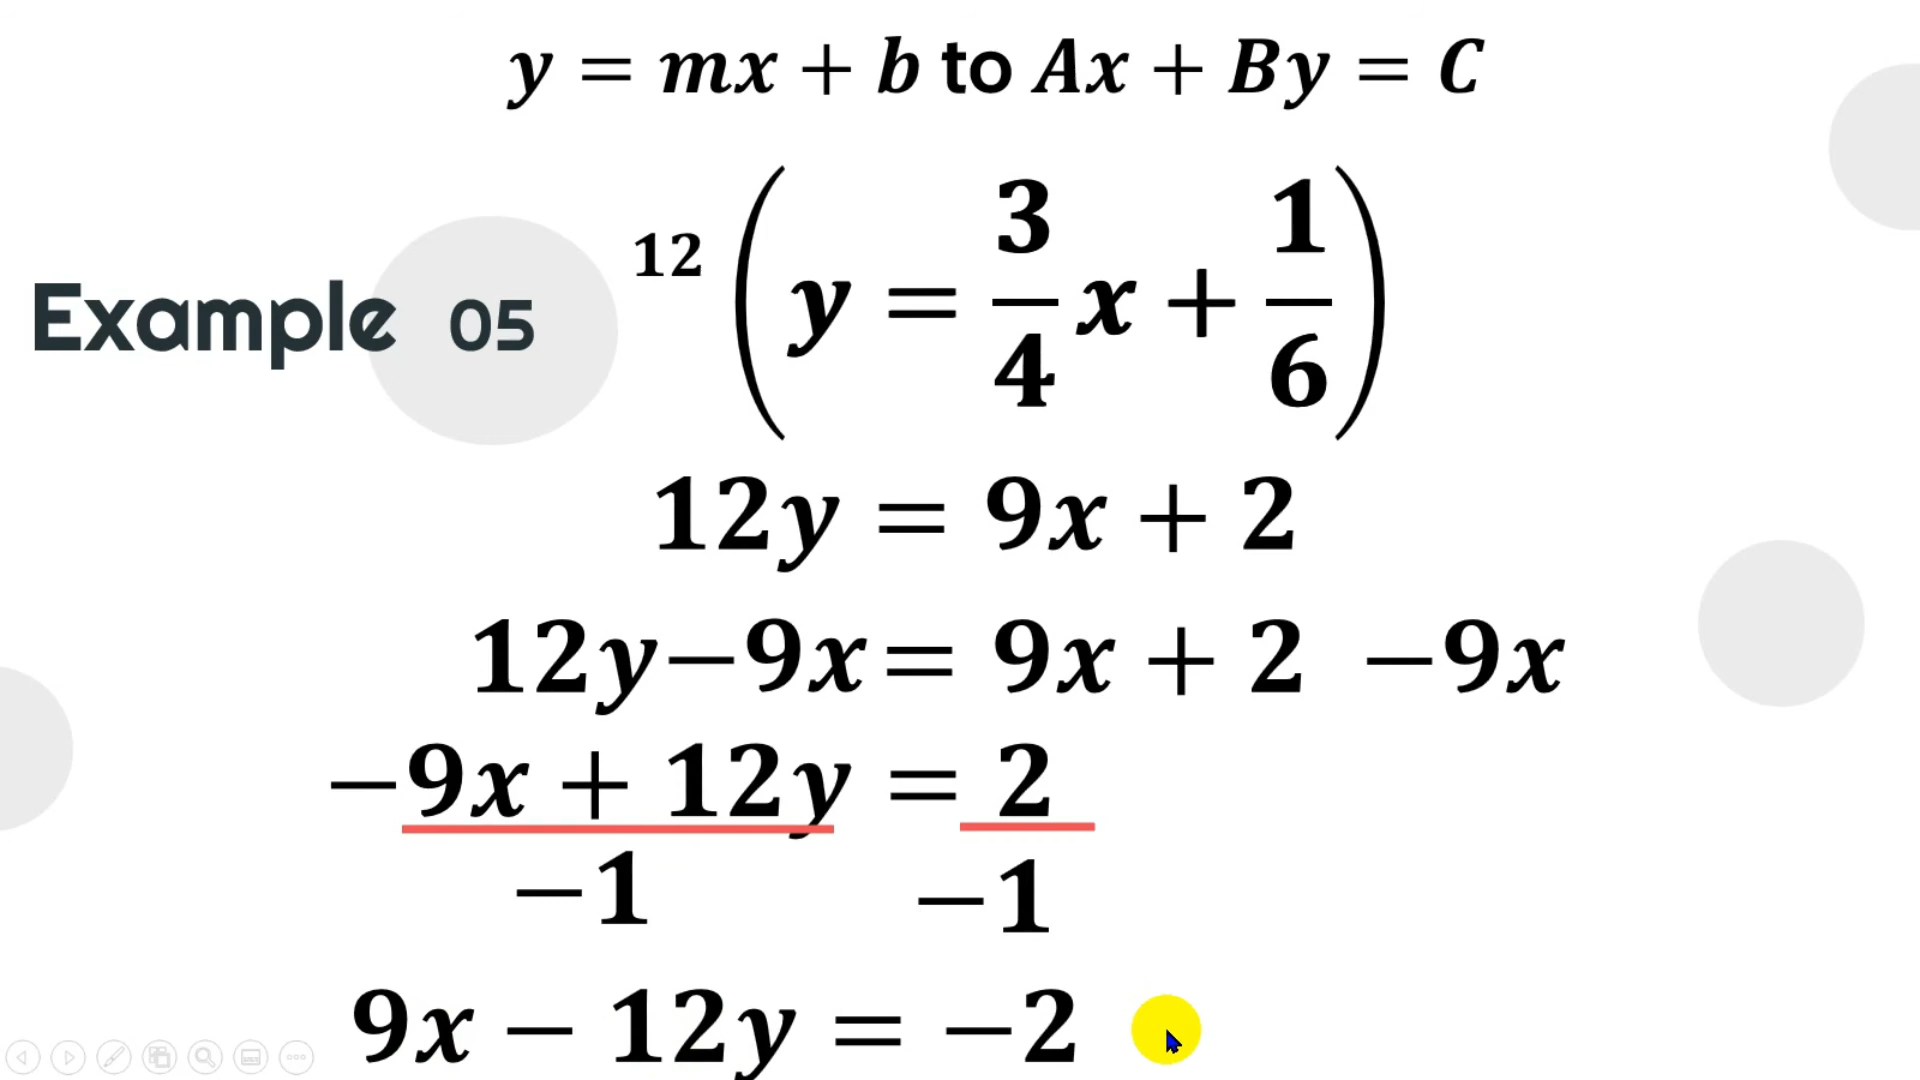 y = mx + b to Ax + By = C
Example 05
12 (y = 3/4 x + 1/6)
12y = 9x + 2
12y−9x= 9x + 2 −9x
−9x + 12y = 2
−1 −1
9x − 12y = −2